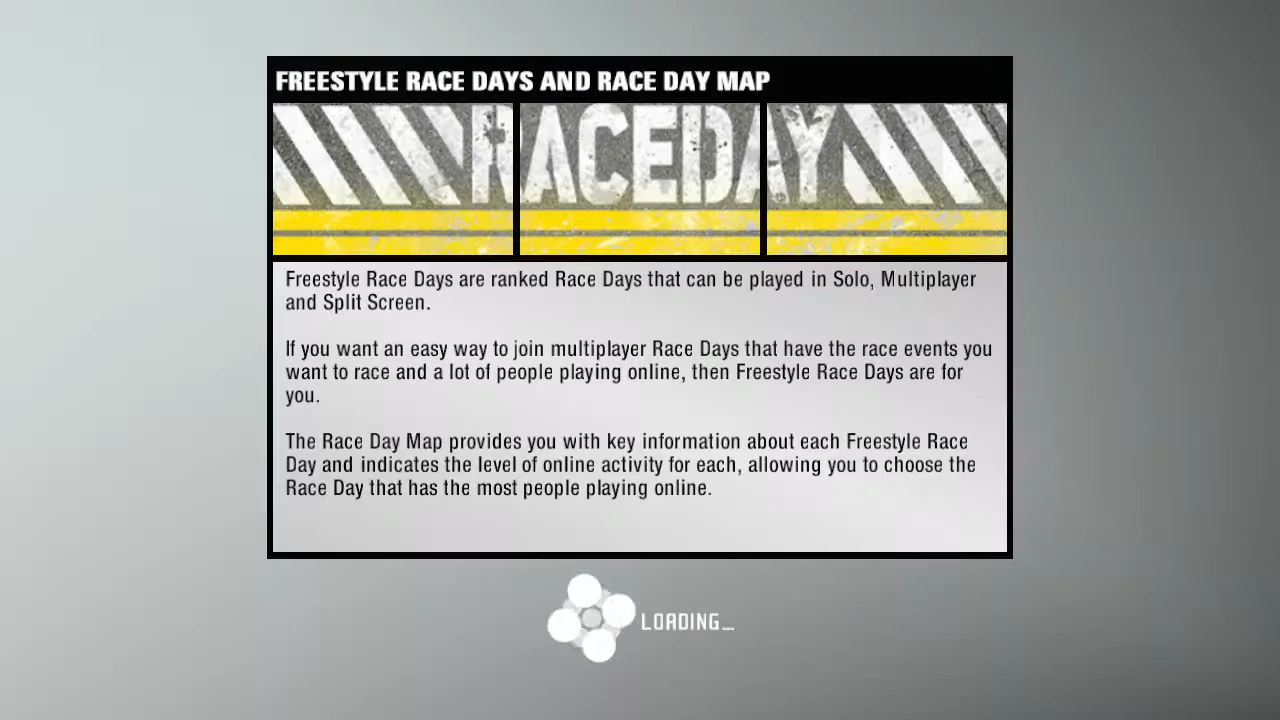 FREESTYLE RACE DAYS AND RACE DAY MAP
RACEDAY
Freestyle Race Days are ranked Race Days that can be played in Solo, Multiplayer
and Split Screen.
If you want an easy way to join multiplayer Race Days that have the race events you
want to race and a lot of people playing online, then Freestyle Race Days are for
you.
The Race Day Map provides you with key information about each Freestyle Race
Day and indicates the level of online activity for each, allowing you to choose the
Race Day that has the most people playing online.
LOADING...